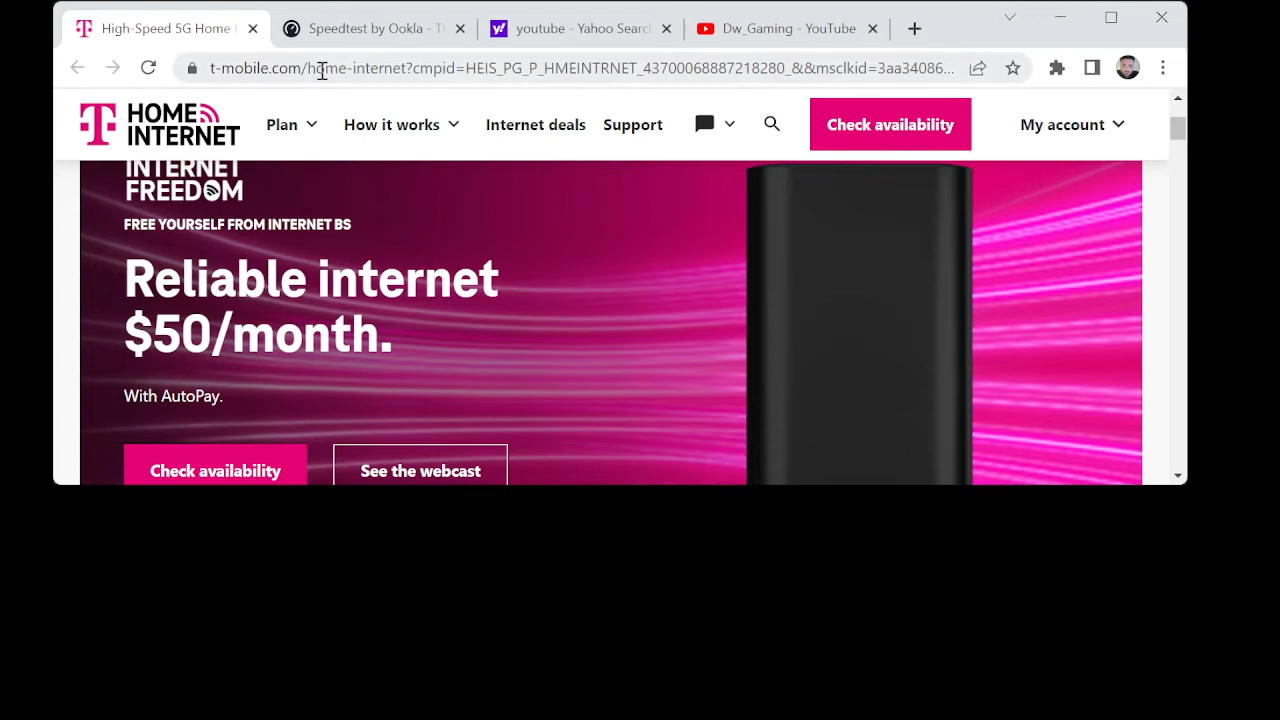 High-Speed 5G Home
Speedtest by Ookla - T
youtube - Yahoo Searc
Dw_Gaming - YouTube
t-mobile.com/home-internet?cmpid=HEIS_PG_P_HMEINTRNET_43700068887218280_&&msclkid=3aa34086...
T HOME INTERNET
Plan
How it works
Internet deals
Support
Check availability
My account
INTERNET
FREEDOM
FREE YOURSELF FROM INTERNET BS
Reliable internet
$50/month.
With AutoPay.
Check availability
See the webcast